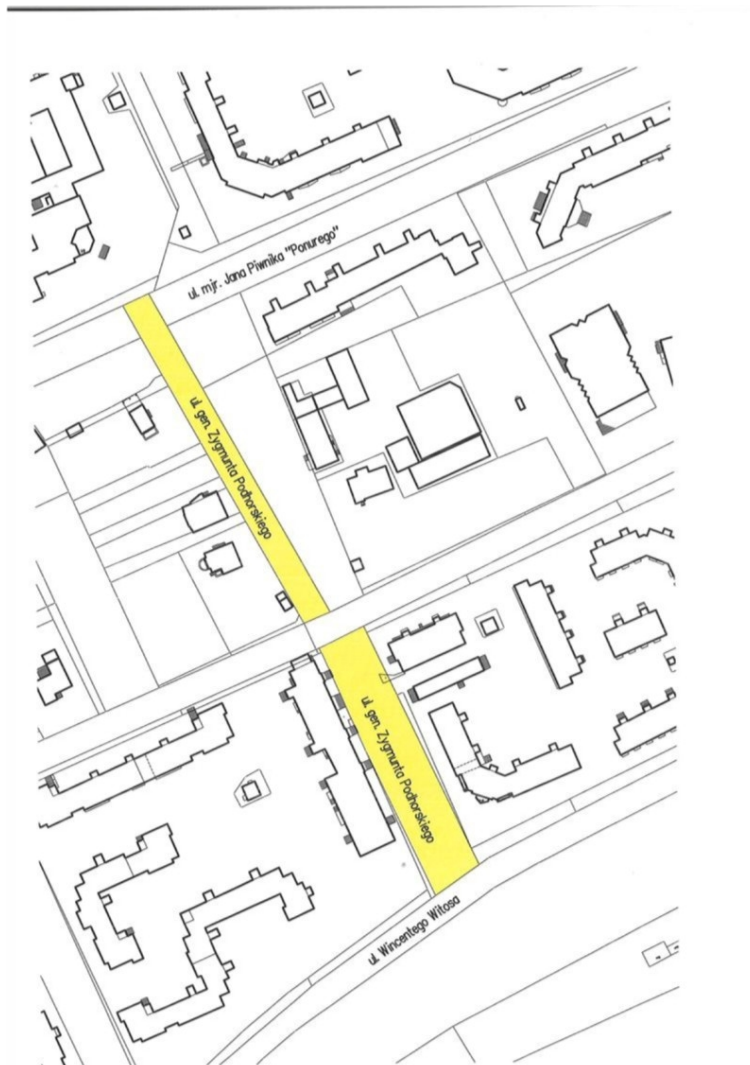 ul. mjr. Jana Piwnika "Ponurego"
ul. gen. Zygmunta Podhorskiego
ul. gen. Zygmunta Podhorskiego
ul. Wincentego Witosa